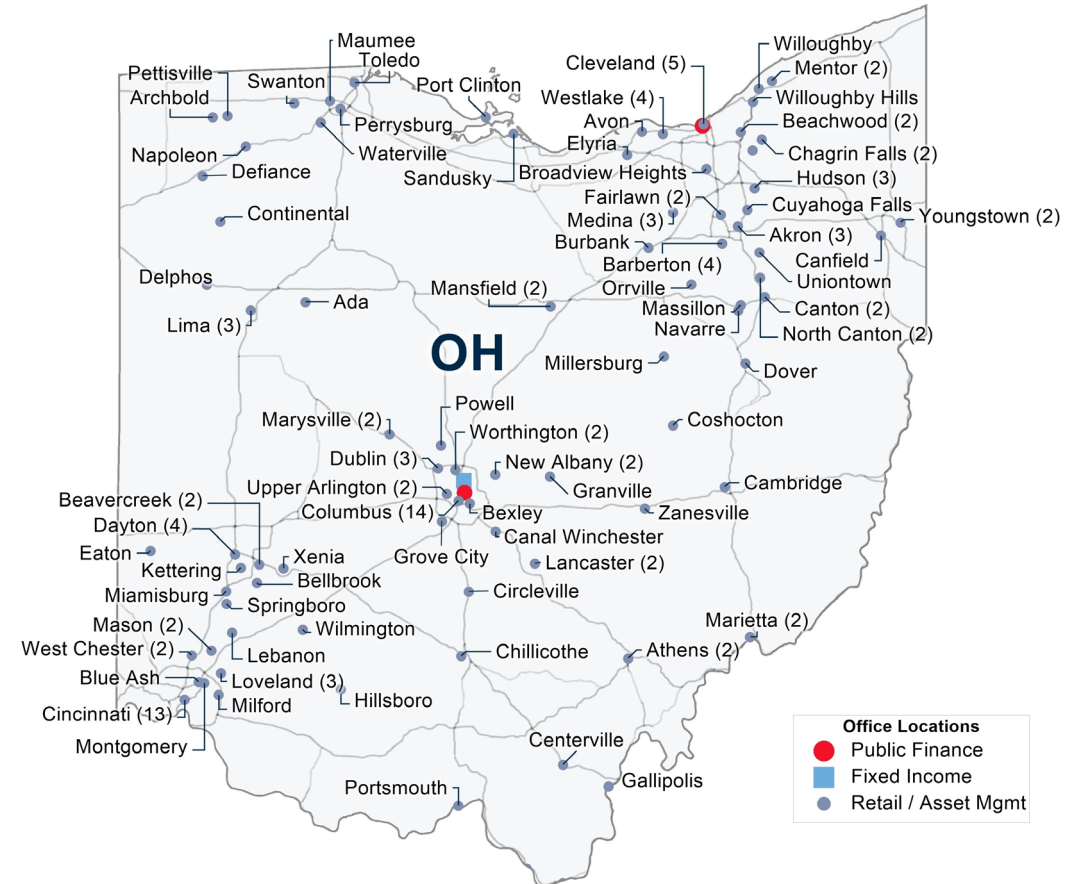 Maumee
Willoughby
Toledo
Cleveland (5)
Pettisville
Mentor (2)
Swanton
Port Clinton
Archbold
Westlake (4)
Willoughby Hills
Avon
Beachwood (2)
Perrysburg
Elyria
Napoleon
Waterville
Chagrin Falls (2)
Defiance
Sandusky
Broadview Heights
Hudson (3)
Fairlawn (2)
Cuyahoga Falls
Continental
Medina (3)
Youngstown (2)
Burbank
Akron (3)
Canfield
Barberton (4)
Delphos
Uniontown
Mansfield (2)
Orrville
Ada
Massillon
Canton (2)
Lima (3)
Navarre
North Canton (2)
OH
Millersburg
Dover
Powell
Marysville (2)
Worthington (2)
Coshocton
Dublin (3)
New Albany (2)
Upper Arlington (2)
Granville
Cambridge
Beavercreek (2)
Columbus (14)
Bexley
Zanesville
Dayton (4)
Canal Winchester
Eaton
Xenia
Grove City
Kettering
Lancaster (2)
Bellbrook
Miamisburg
Circleville
Springboro
Mason (2)
Wilmington
Marietta (2)
West Chester (2)
Lebanon
Chillicothe
Athens (2)
Blue Ash
Loveland (3)
Hillsboro
Cincinnati (13)
Milford
Montgomery
Centerville
Gallipolis
Portsmouth
Office Locations
Public Finance
Fixed Income
Retail / Asset Mgmt